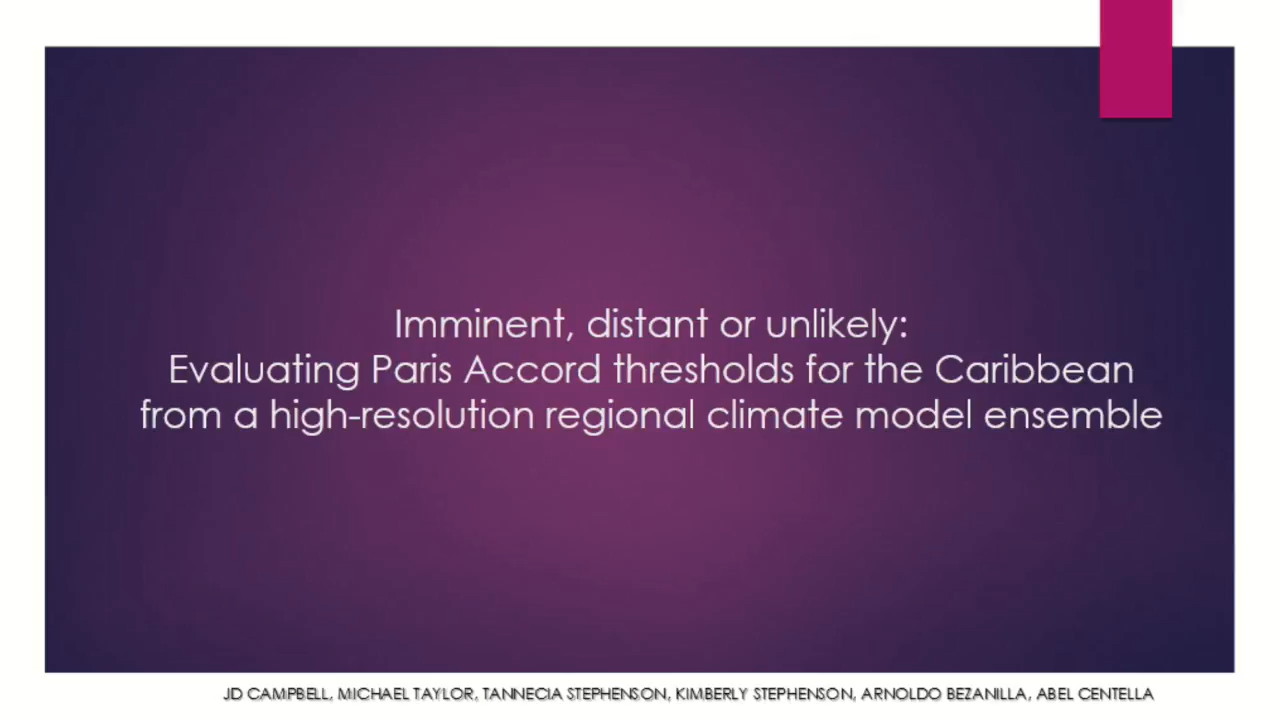 Imminent, distant or unlikely:
Evaluating Paris Accord thresholds for the Caribbean
from a high-resolution regional climate model ensemble
JD CAMPBELL, MICHAEL TAYLOR, TANNECIA STEPHENSON, KIMBERLY STEPHENSON, ARNOLDO BEZANILLA, ABEL CENTELLA